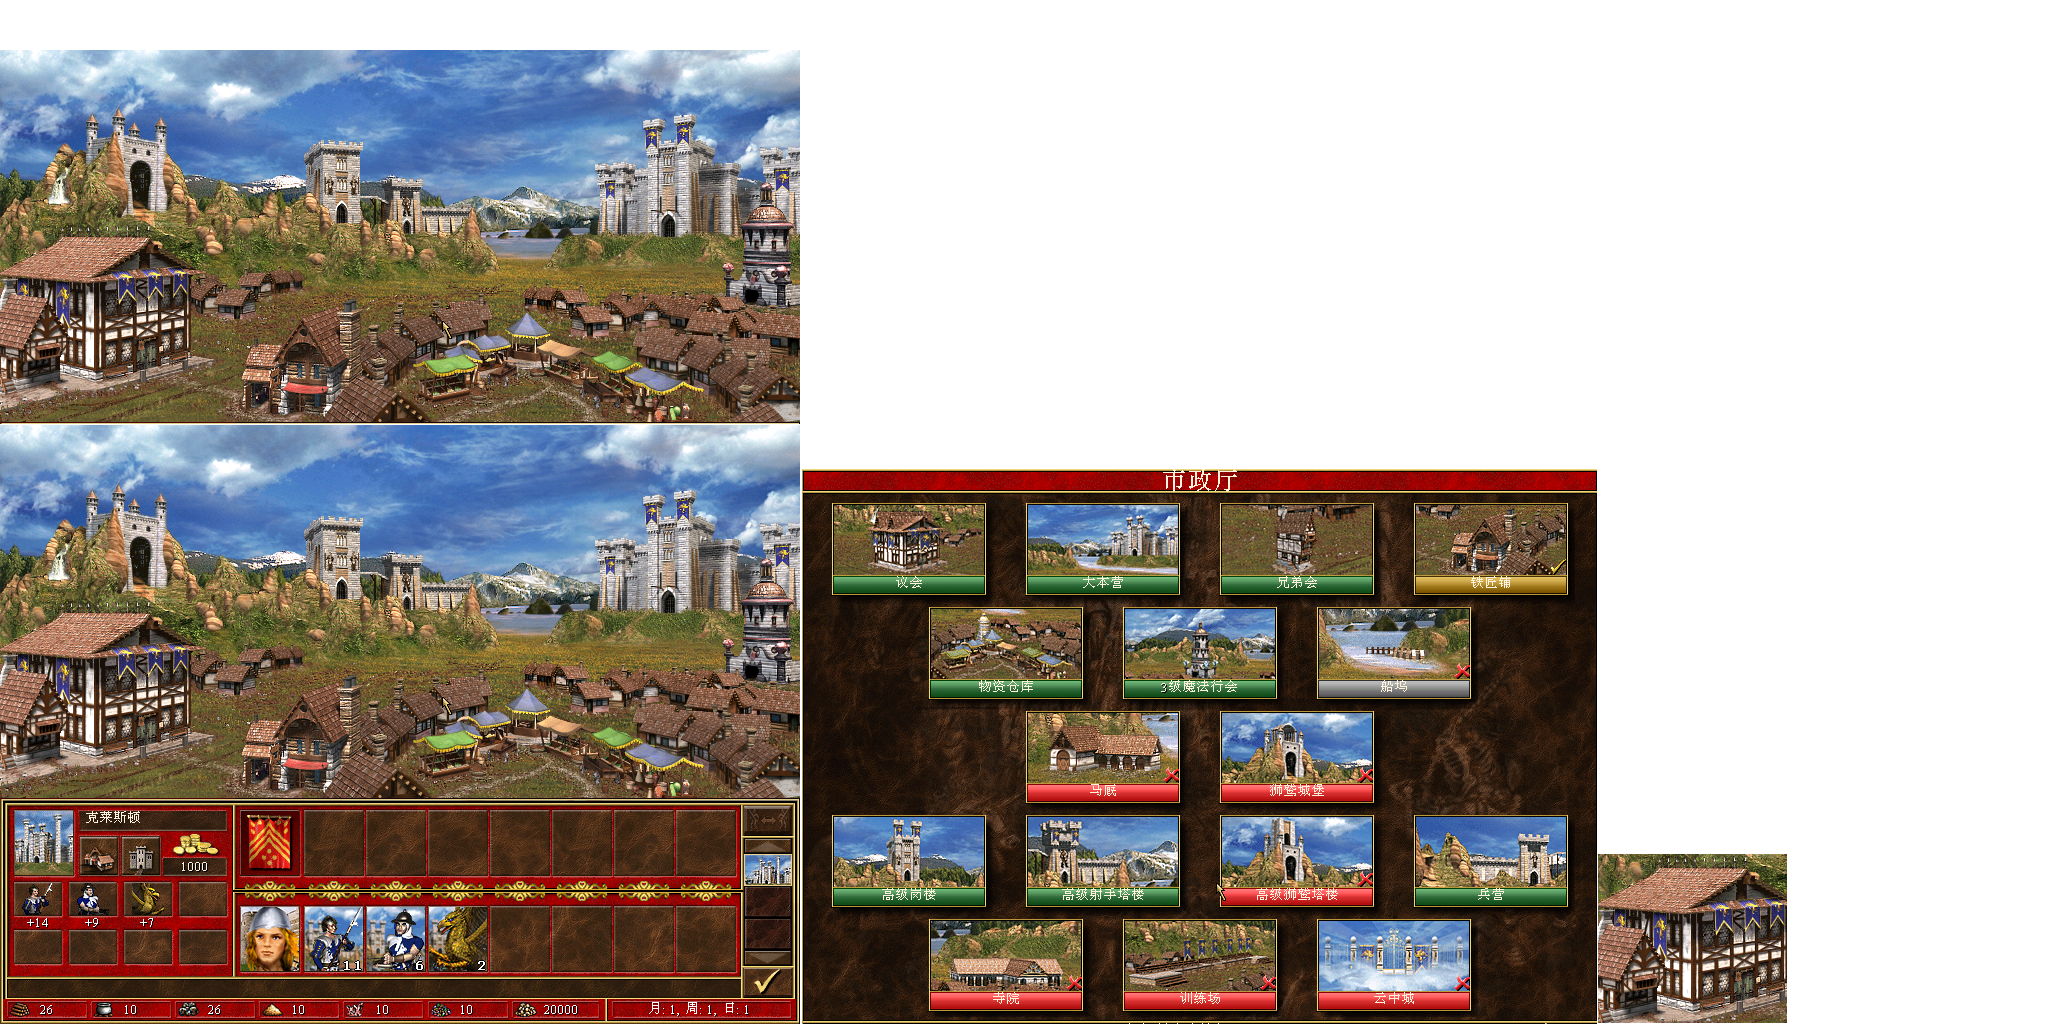 市政厅
议会
大本营
兄弟会
铁匠铺
物资仓库
3级魔法行会
船坞
马厩
狮鹫城堡
高级岗楼
高级射手塔楼
高级狮鹫塔楼
兵营
寺院
训练场
云中城
克莱斯顿
1000
+14
+9
+7
11
6
2
26
10
26
10
10
10
20000
月: 1, 周: 1, 日: 1